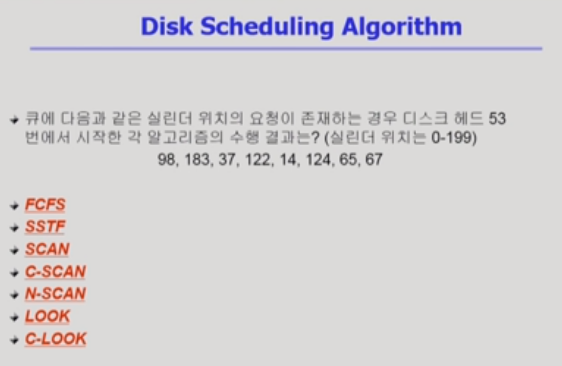 Disk Scheduling Algorithm
큐에 다음과 같은 실린더 위치의 요청이 존재하는 경우 디스크 헤드 53
번에서 시작한 각 알고리즘의 수행 결과는? (실린더 위치는 0-199)
98, 183, 37, 122, 14, 124, 65, 67
FCFS
SSTF
SCAN
C-SCAN
N-SCAN
LOOK
C-LOOK